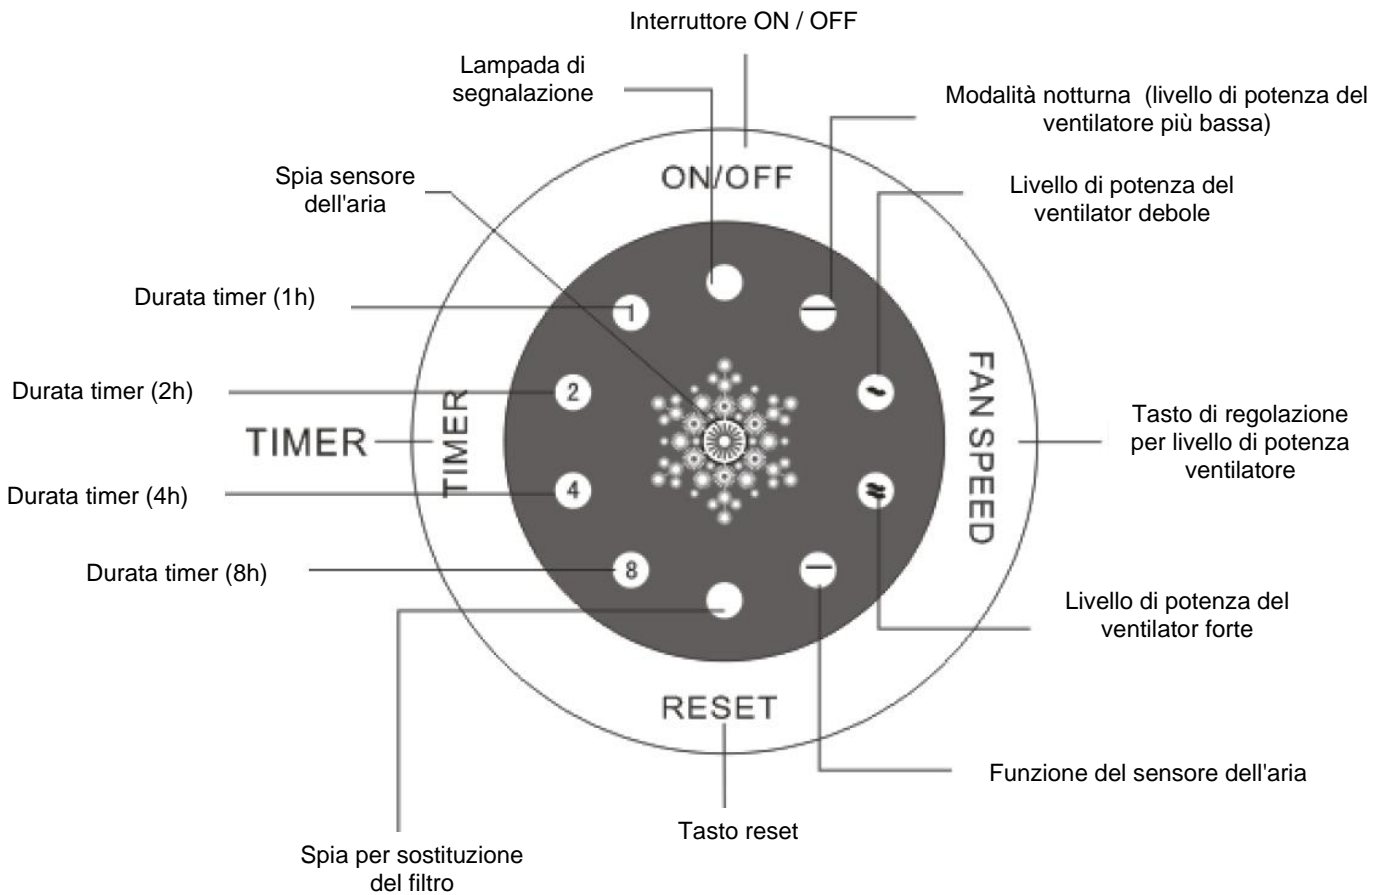 Interruttore ON / OFF
Lampada di
segnalazione
Modalità notturna (livello di potenza del
ventilatore più bassa)
Spia sensore
dell'aria
ON/OFF
Livello di potenza del
ventilator debole
Durata timer (1h)
1
Durata timer (2h)
2
TIMER
TIMER
FAN SPEED
Tasto di regolazione
per livello di potenza
ventilatore
Durata timer (4h)
4
Durata timer (8h)
8
Livello di potenza del
ventilator forte
RESET
Funzione del sensore dell'aria
Tasto reset
Spia per sostituzione
del filtro